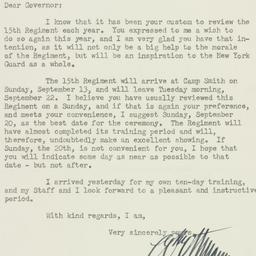 Dear Governor:
I know that it has been your custom to review the
15th Regiment each year. You expressed to me a wish to
do so again this year, and I am very glad you have that in-
tention, as it will not only be a big help to the morale
of the Regiment, but will be an inspiration to the New York
Guard as a whole.
The 15th Regiment will arrive at Camp Smith on
Sunday, September 13, and will leave Tuesday morning,
September 22. I believe you have usually reviewed this
Regiment on a Sunday, and if that is again your preference,
and meets your convenience, I suggest Sunday, September
20, as the best date for the ceremony. The Regiment will
have almost completed its training period and will,
therefore, undoubtedly make an excellent showing. If
Sunday, the 20th, is not convenient for you, I hope that
you will indicate some day as near as possible to that
date - but not after.
I arrived yesterday for my own ten-day training,
and my Staff and I look forward to a pleasant and instructive
period.
With kind regards, I am,
Very sincerely yours,